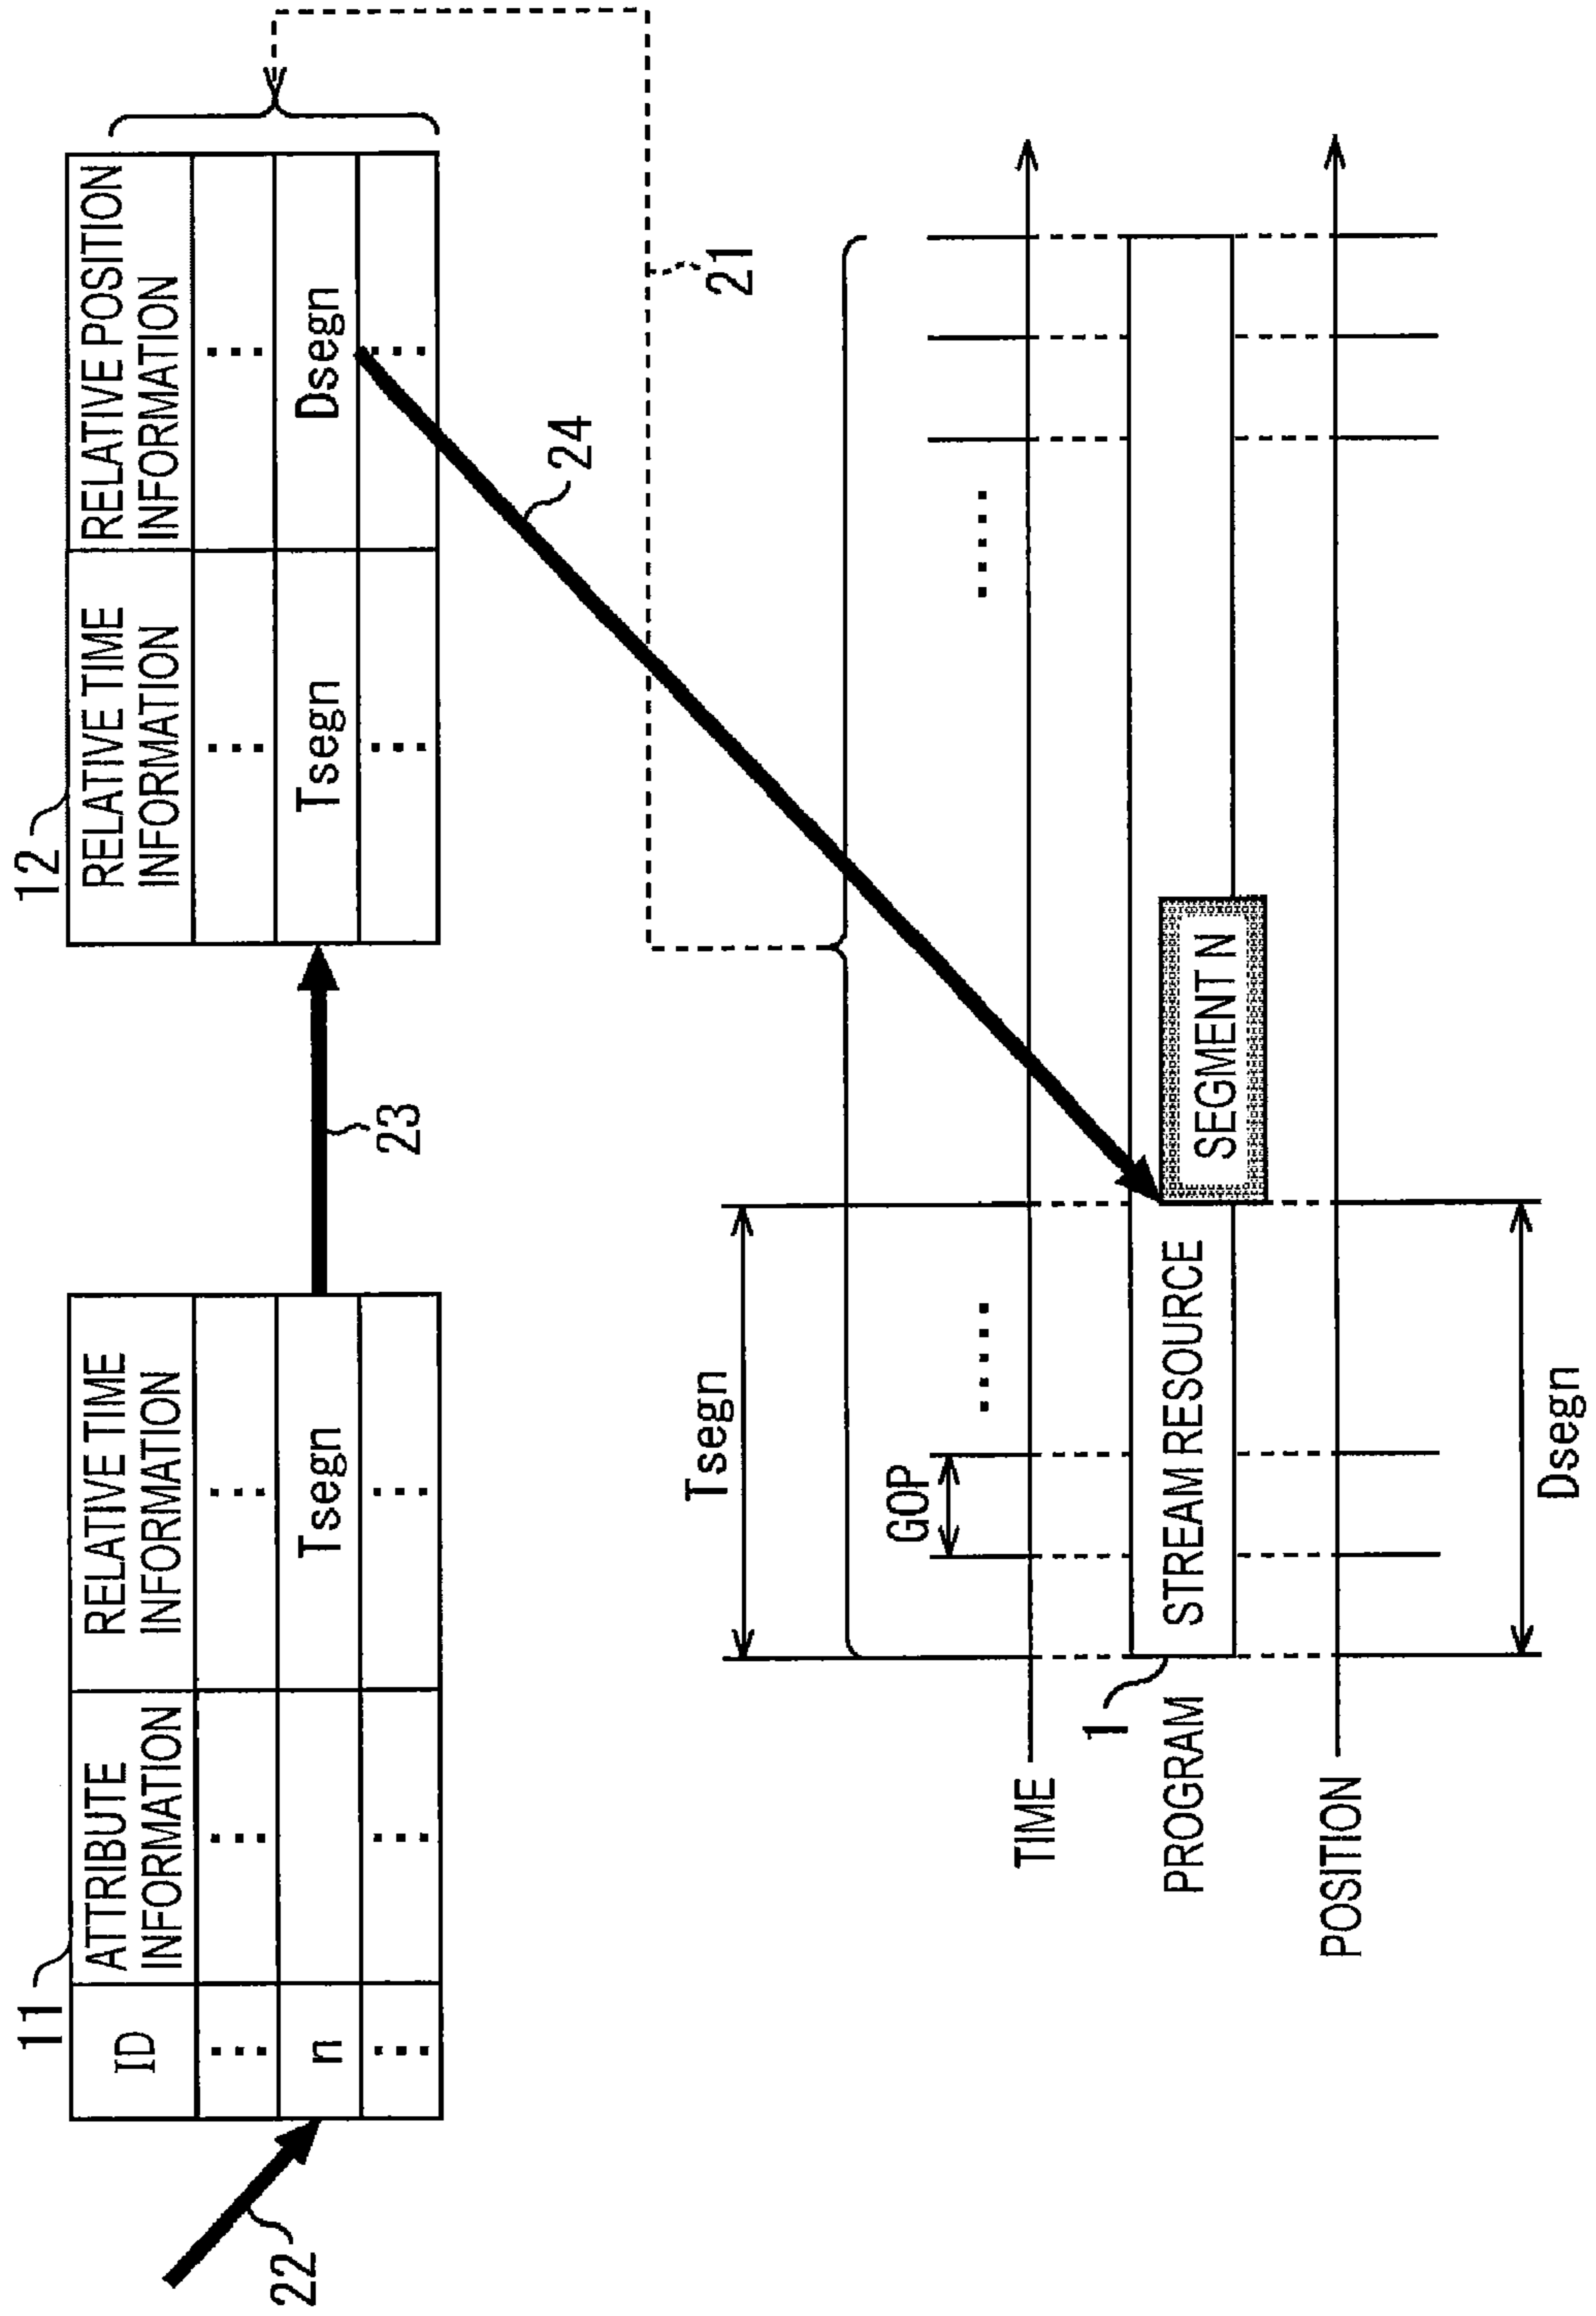 11
ID
ATTRIBUTE
INFORMATION
RELATIVE TIME
INFORMATION
...
...
...
n
Tsegn
...
...
...
22
23
12
RELATIVE TIME
INFORMATION
RELATIVE POSITION
INFORMATION
...
...
Tsegn
Dsegn
...
...
24
21
Tsegn
GOP
.....
.....
TIME
1
PROGRAM
STREAM RESOURCE
SEGMENT N
POSITION
Dsegn